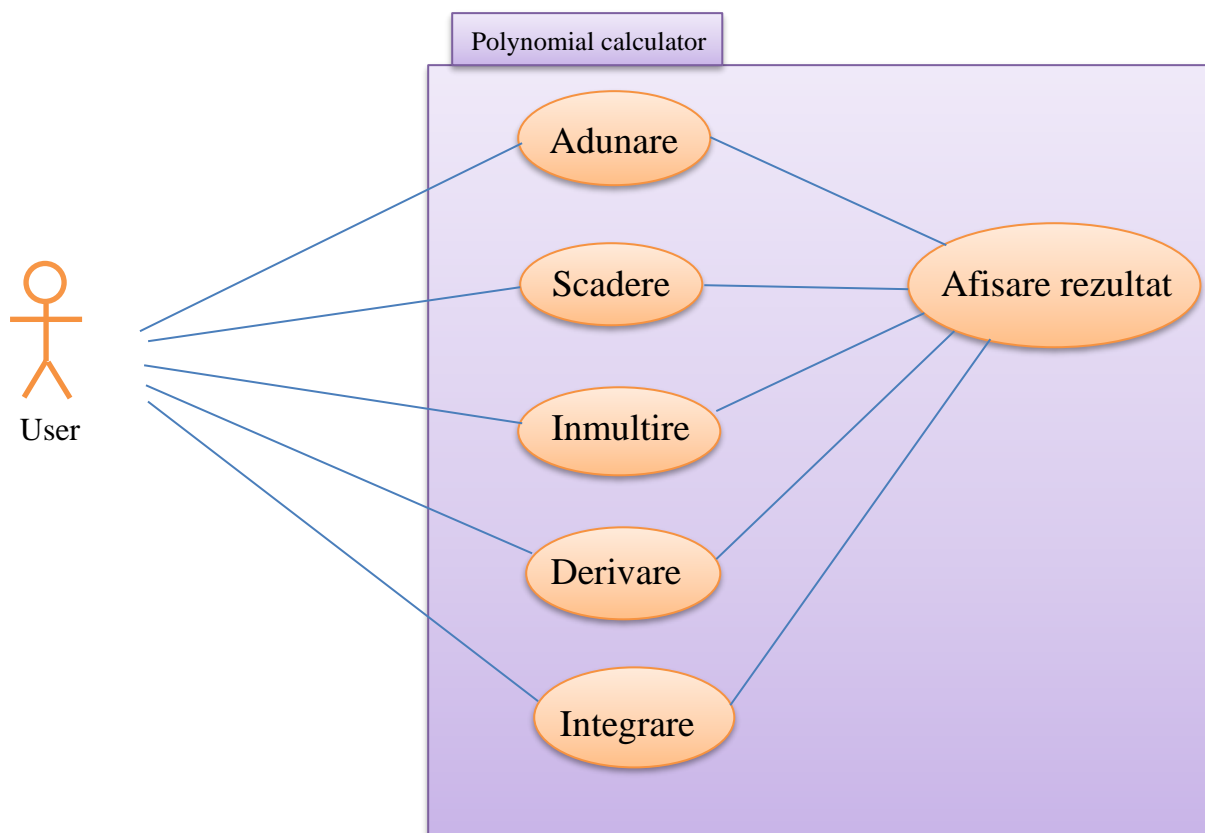 Polynomial calculator
Adunare
Scadere
Afisare rezultat
Inmultire
User
Derivare
Integrare